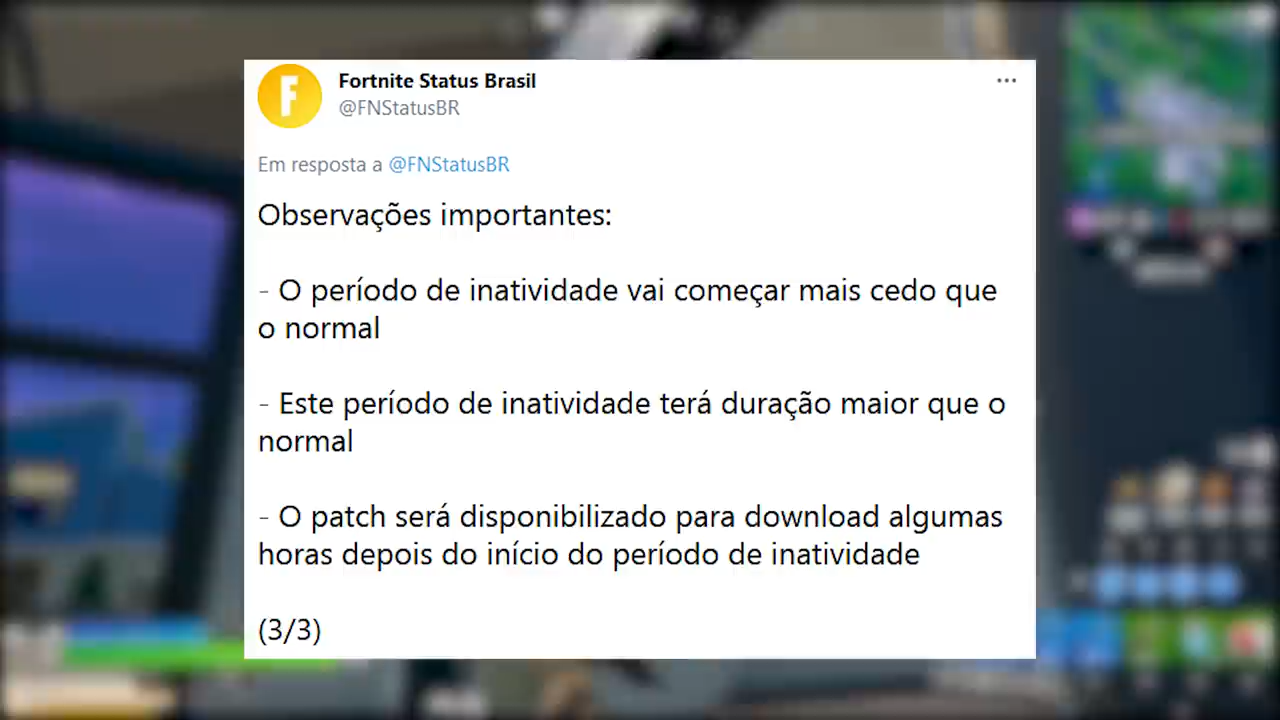 F
Fortnite Status Brasil
@FNStatusBR
Em resposta a @FNStatusBR
Observações importantes:
- O período de inatividade vai começar mais cedo que
o normal
- Este período de inatividade terá duração maior que o
normal
- O patch será disponibilizado para download algumas
horas depois do início do período de inatividade
(3/3)